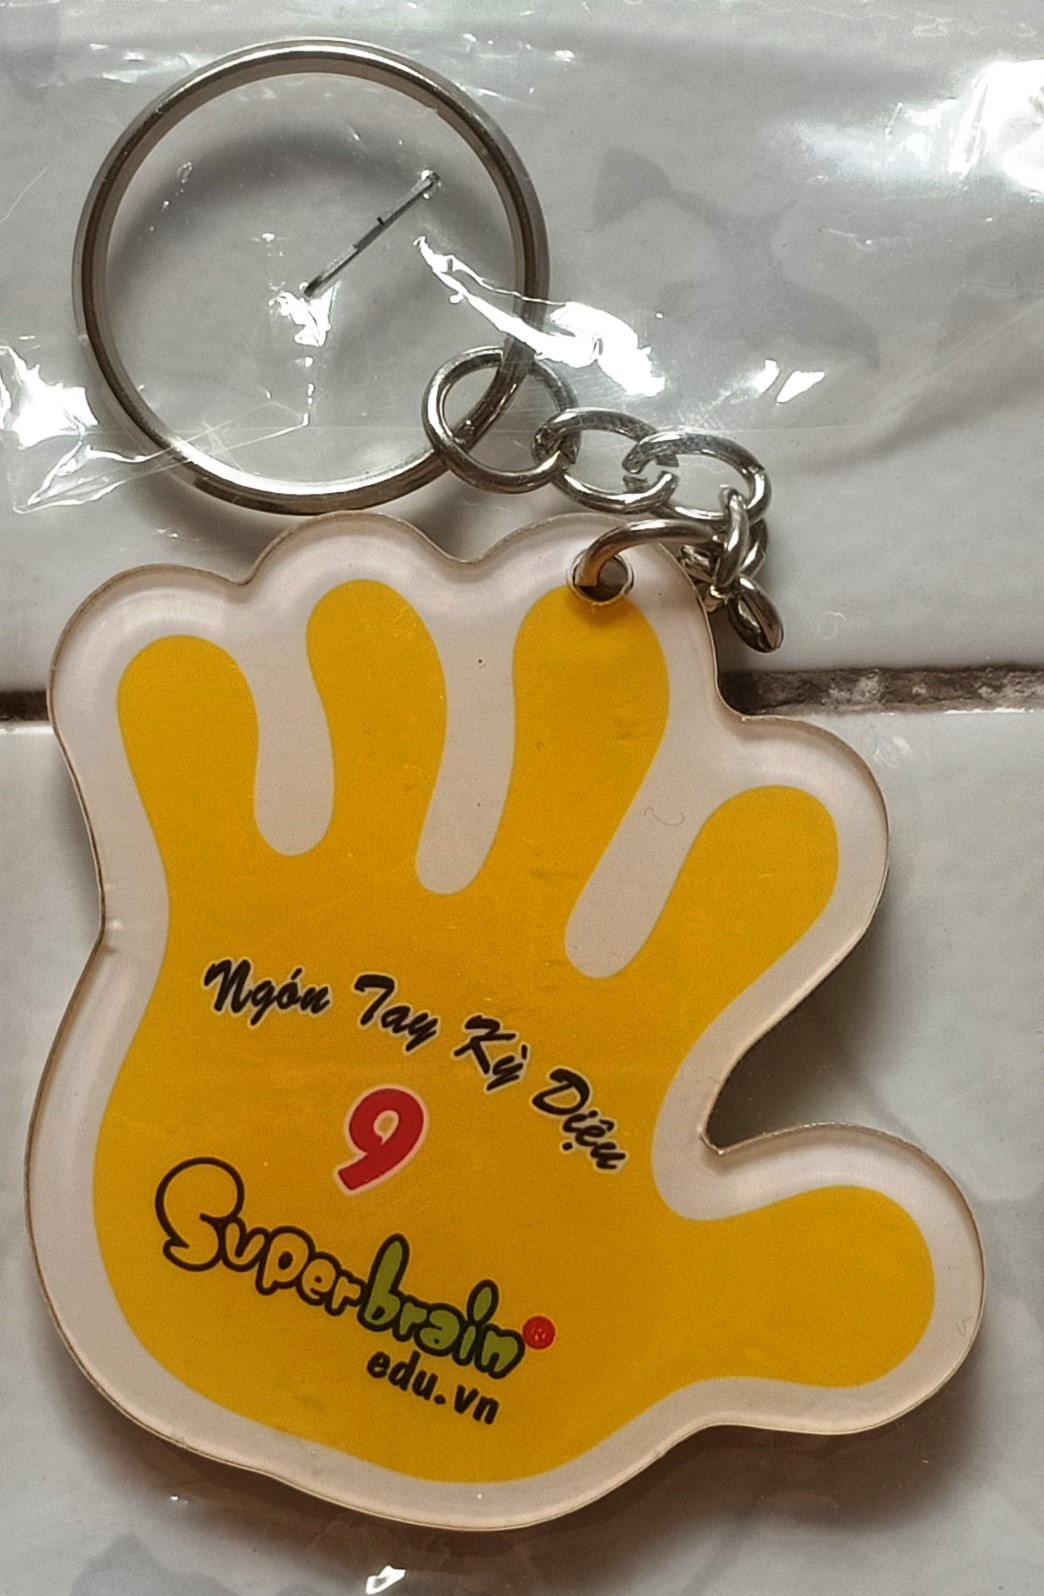 Ngón Tay Kỳ Diệu
9
Superbrain®
edu.vn